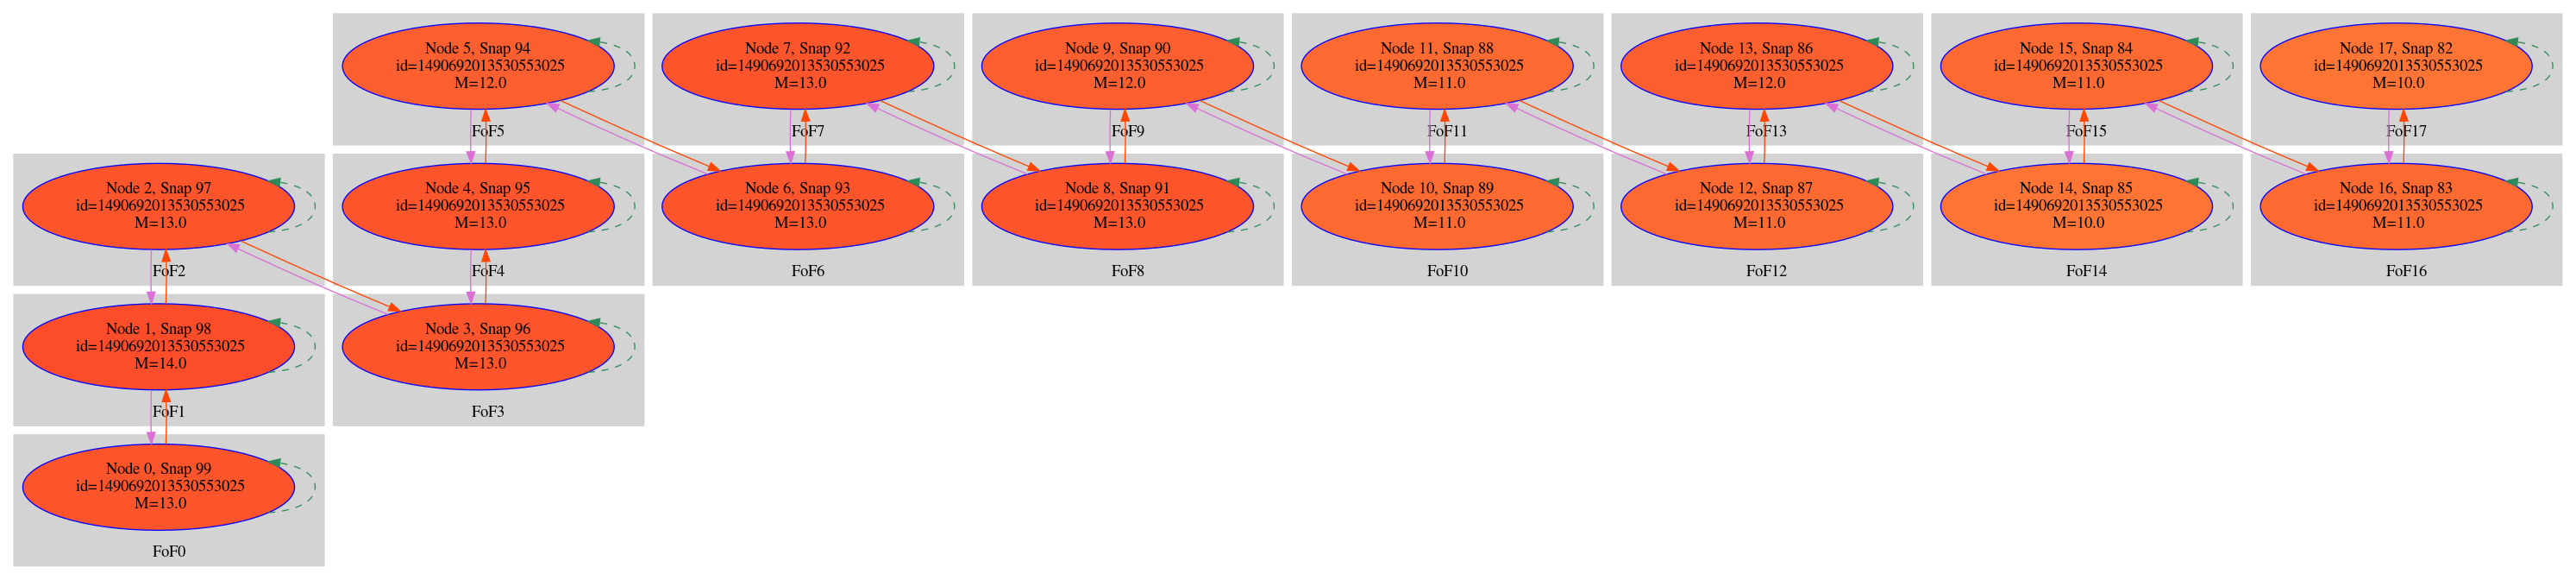 Node 5, Snap 94
id=1490692013530553025
M=12.0
FoF5
Node 7, Snap 92
id=1490692013530553025
M=13.0
FoF7
Node 9, Snap 90
id=1490692013530553025
M=12.0
FoF9
Node 11, Snap 88
id=1490692013530553025
M=11.0
FoF11
Node 13, Snap 86
id=1490692013530553025
M=12.0
FoF13
Node 15, Snap 84
id=1490692013530553025
M=11.0
FoF15
Node 17, Snap 82
id=1490692013530553025
M=10.0
FoF17
Node 2, Snap 97
id=1490692013530553025
M=13.0
FoF2
Node 4, Snap 95
id=1490692013530553025
M=13.0
FoF4
Node 6, Snap 93
id=1490692013530553025
M=13.0
FoF6
Node 8, Snap 91
id=1490692013530553025
M=13.0
FoF8
Node 10, Snap 89
id=1490692013530553025
M=11.0
FoF10
Node 12, Snap 87
id=1490692013530553025
M=11.0
FoF12
Node 14, Snap 85
id=1490692013530553025
M=10.0
FoF14
Node 16, Snap 83
id=1490692013530553025
M=11.0
FoF16
Node 1, Snap 98
id=1490692013530553025
M=14.0
FoF1
Node 3, Snap 96
id=1490692013530553025
M=13.0
FoF3
Node 0, Snap 99
id=1490692013530553025
M=13.0
FoF0